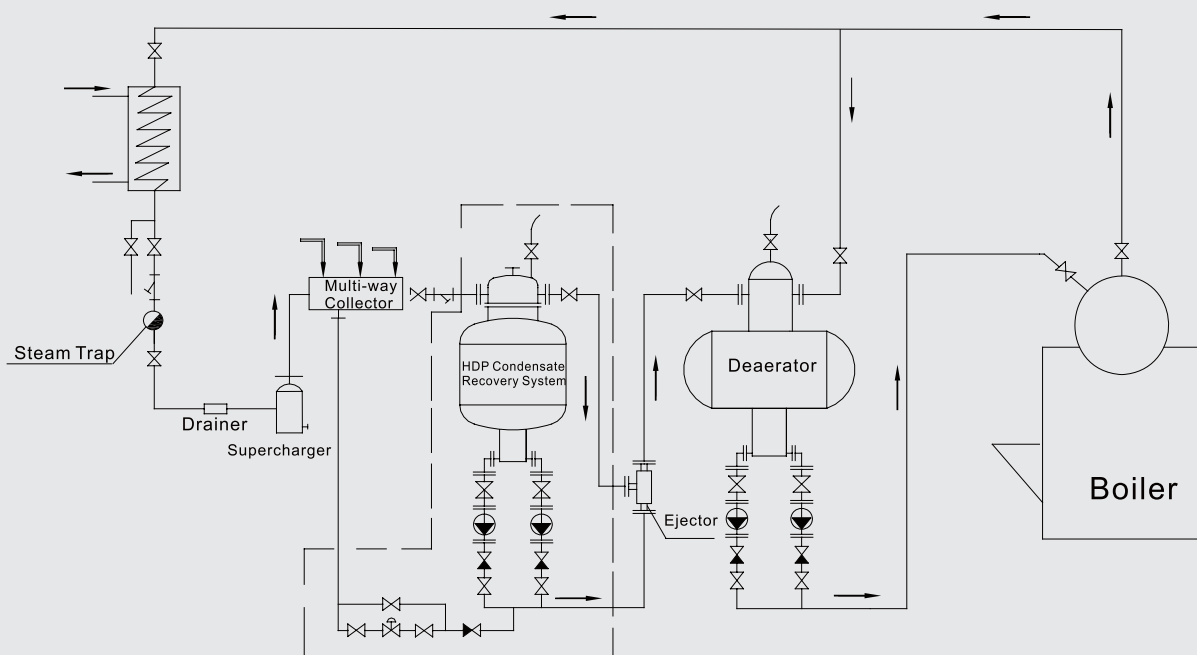 Multi-way
Collector
Steam Trap
HDP Condensate
Recovery System
Deaerator
Drainer
Supercharger
Boiler
Ejector